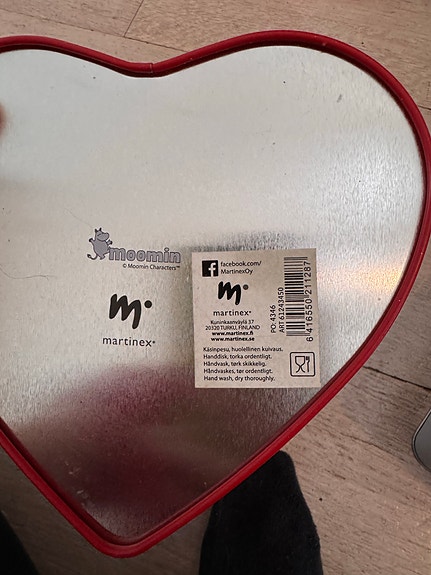 moomin
© Moomin Characters™
martinex®
facebook.com/
MartinexOy
martinex®
Kuninkaanväylä 37
20320 TURKU, FINLAND
www.martinex.fi
www.martinex.se
PO: 4346
ART 61243450
6 416550 211287
Käsinpesu, huolellinen kuivaus.
Handdisk, torka ordentligt.
Håndvask, tørk skikkelig.
Håndvaskes, tør ordentligt.
Hand wash, dry thoroughly.